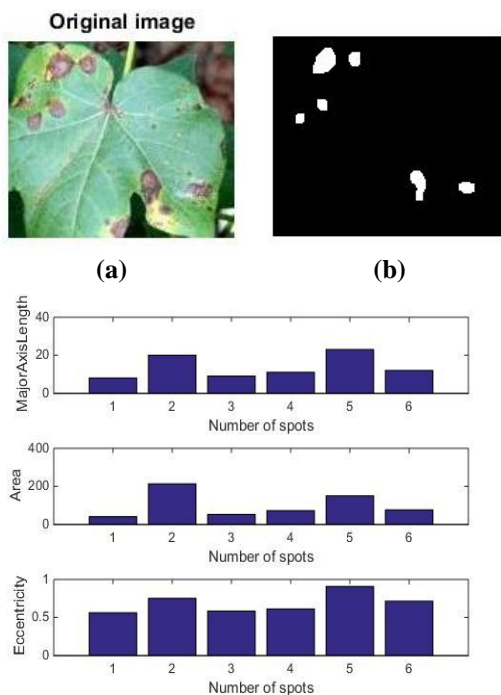 Original image
(a) (b)
MajorAxisLength
40
20
0
1 2 3 4 5 6
Number of spots
Area
400
200
0
1 2 3 4 5 6
Number of spots
Eccentricity
1
0.5
0
1 2 3 4 5 6
Number of spots